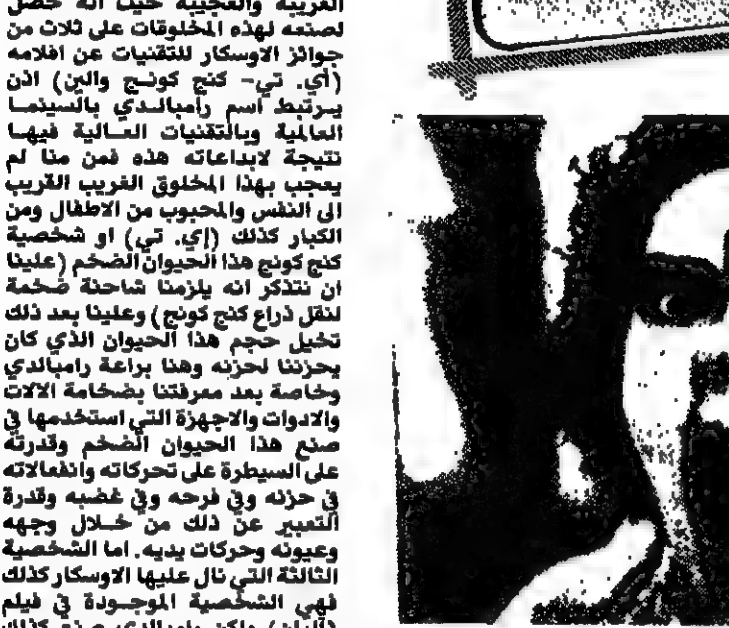 الغريبة والعجيبة حيث انه حصل
لصنعه لهذه المخلوقات على ثلاث من
جوائز الاوسكار للتقنيات عن افلامه
(أي. تي- كنج كونج والين) اذن
يرتبط اسم رامبالدي بالسينما
العالمية وبالتقنيات العالية فيها
نتيجة لابداعاته هذه فمن منا لم
يعجب بهذا المخلوق الغريب القريب
الى النفس والمحبوب من الاطفال ومن
الكبار كذلك (إي. تي) او شخصية
كنج كونج هذا الحيوان الضخم (علينا
ان نتذكر انه يلزمنا شاحنة ضخمة
لنقل ذراع كنج كونج) وعلينا بعد ذلك
تخيل حجم هذا الحيوان الذي كان
يحزننا لحزنه وهنا براعة رامبالدي
وخاصة بعد معرفتنا بضخامة الالات
والادوات والاجهزة التي استخدمها في
صنع هذا الحيوان الضخم وقدرته
على السيطرة على تحركاته وانفعالاته
في حزنه وفي فرحه وفي غضبه وقدرة
التعبير عن ذلك من خلال وجهه
وعيونه وحركات يديه. اما الشخصية
الثالثة التي نال عليها الاوسكار كذلك
فهي الشخصية الموجودة في فيلم